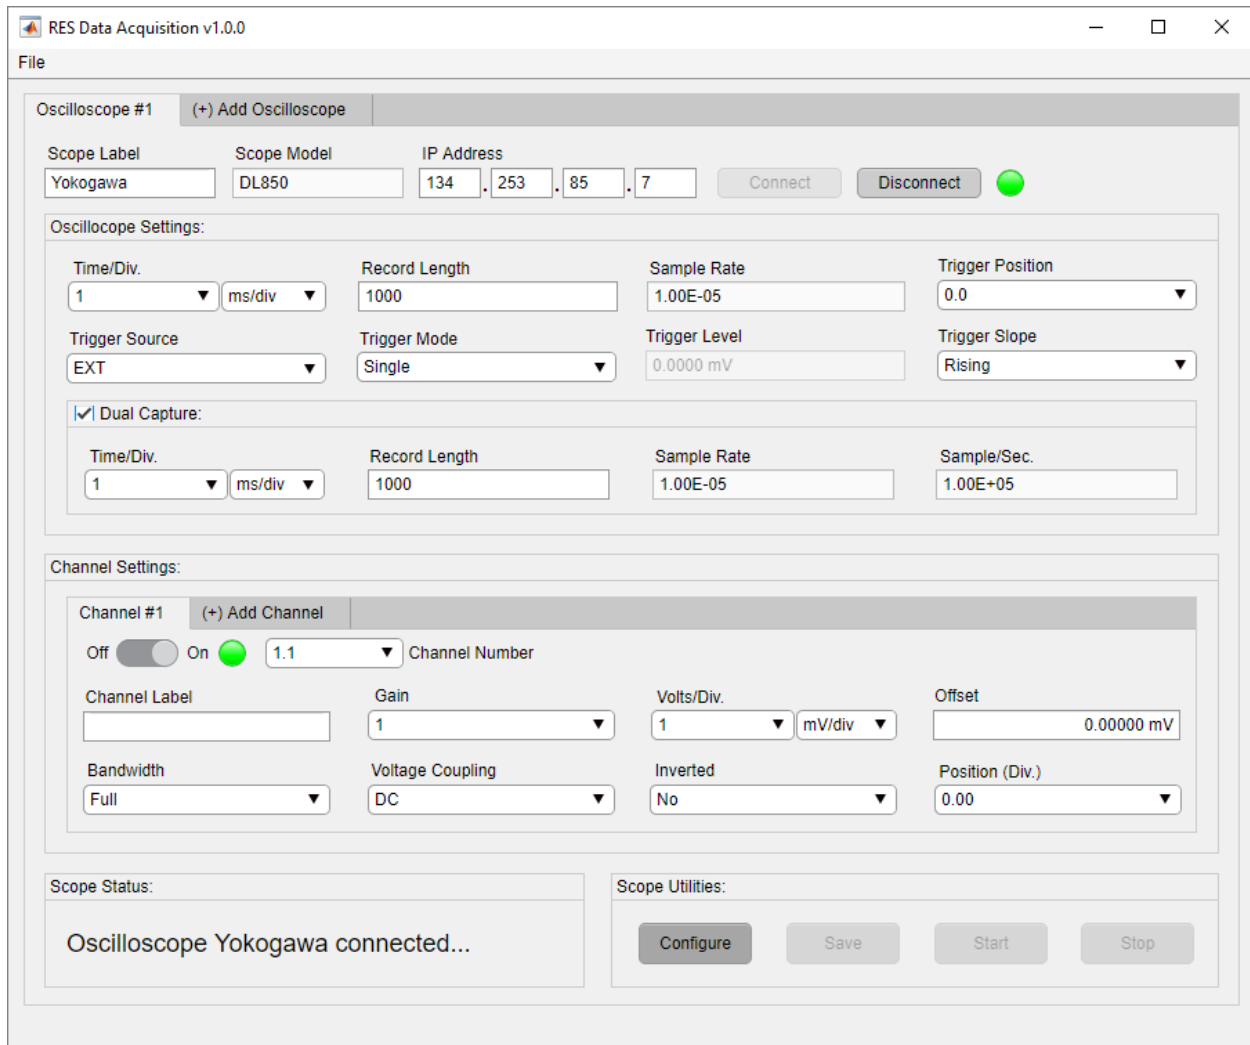 RES Data Acquisition v1.0.0
File
Oscilloscope #1 (+) Add Oscilloscope
Scope Label Scope Model IP Address
Yokogawa DL850 134 . 253 . 85 . 7 Connect Disconnect
Oscillocope Settings:
Time/Div. Record Length Sample Rate Trigger Position
1 ms/div 1000 1.00E-05 0.0
Trigger Source Trigger Mode Trigger Level Trigger Slope
EXT Single 0.0000 mV Rising
Dual Capture:
Time/Div. Record Length Sample Rate Sample/Sec.
1 ms/div 1000 1.00E-05 1.00E+05
Channel Settings:
Channel #1 (+) Add Channel
Off On 1.1 Channel Number
Channel Label Gain Volts/Div. Offset
1 1 mV/div 0.00000 mV
Bandwidth Voltage Coupling Inverted Position (Div.)
Full DC No 0.00
Scope Status: Scope Utilities:
Oscilloscope Yokogawa connected... Configure Save Start Stop